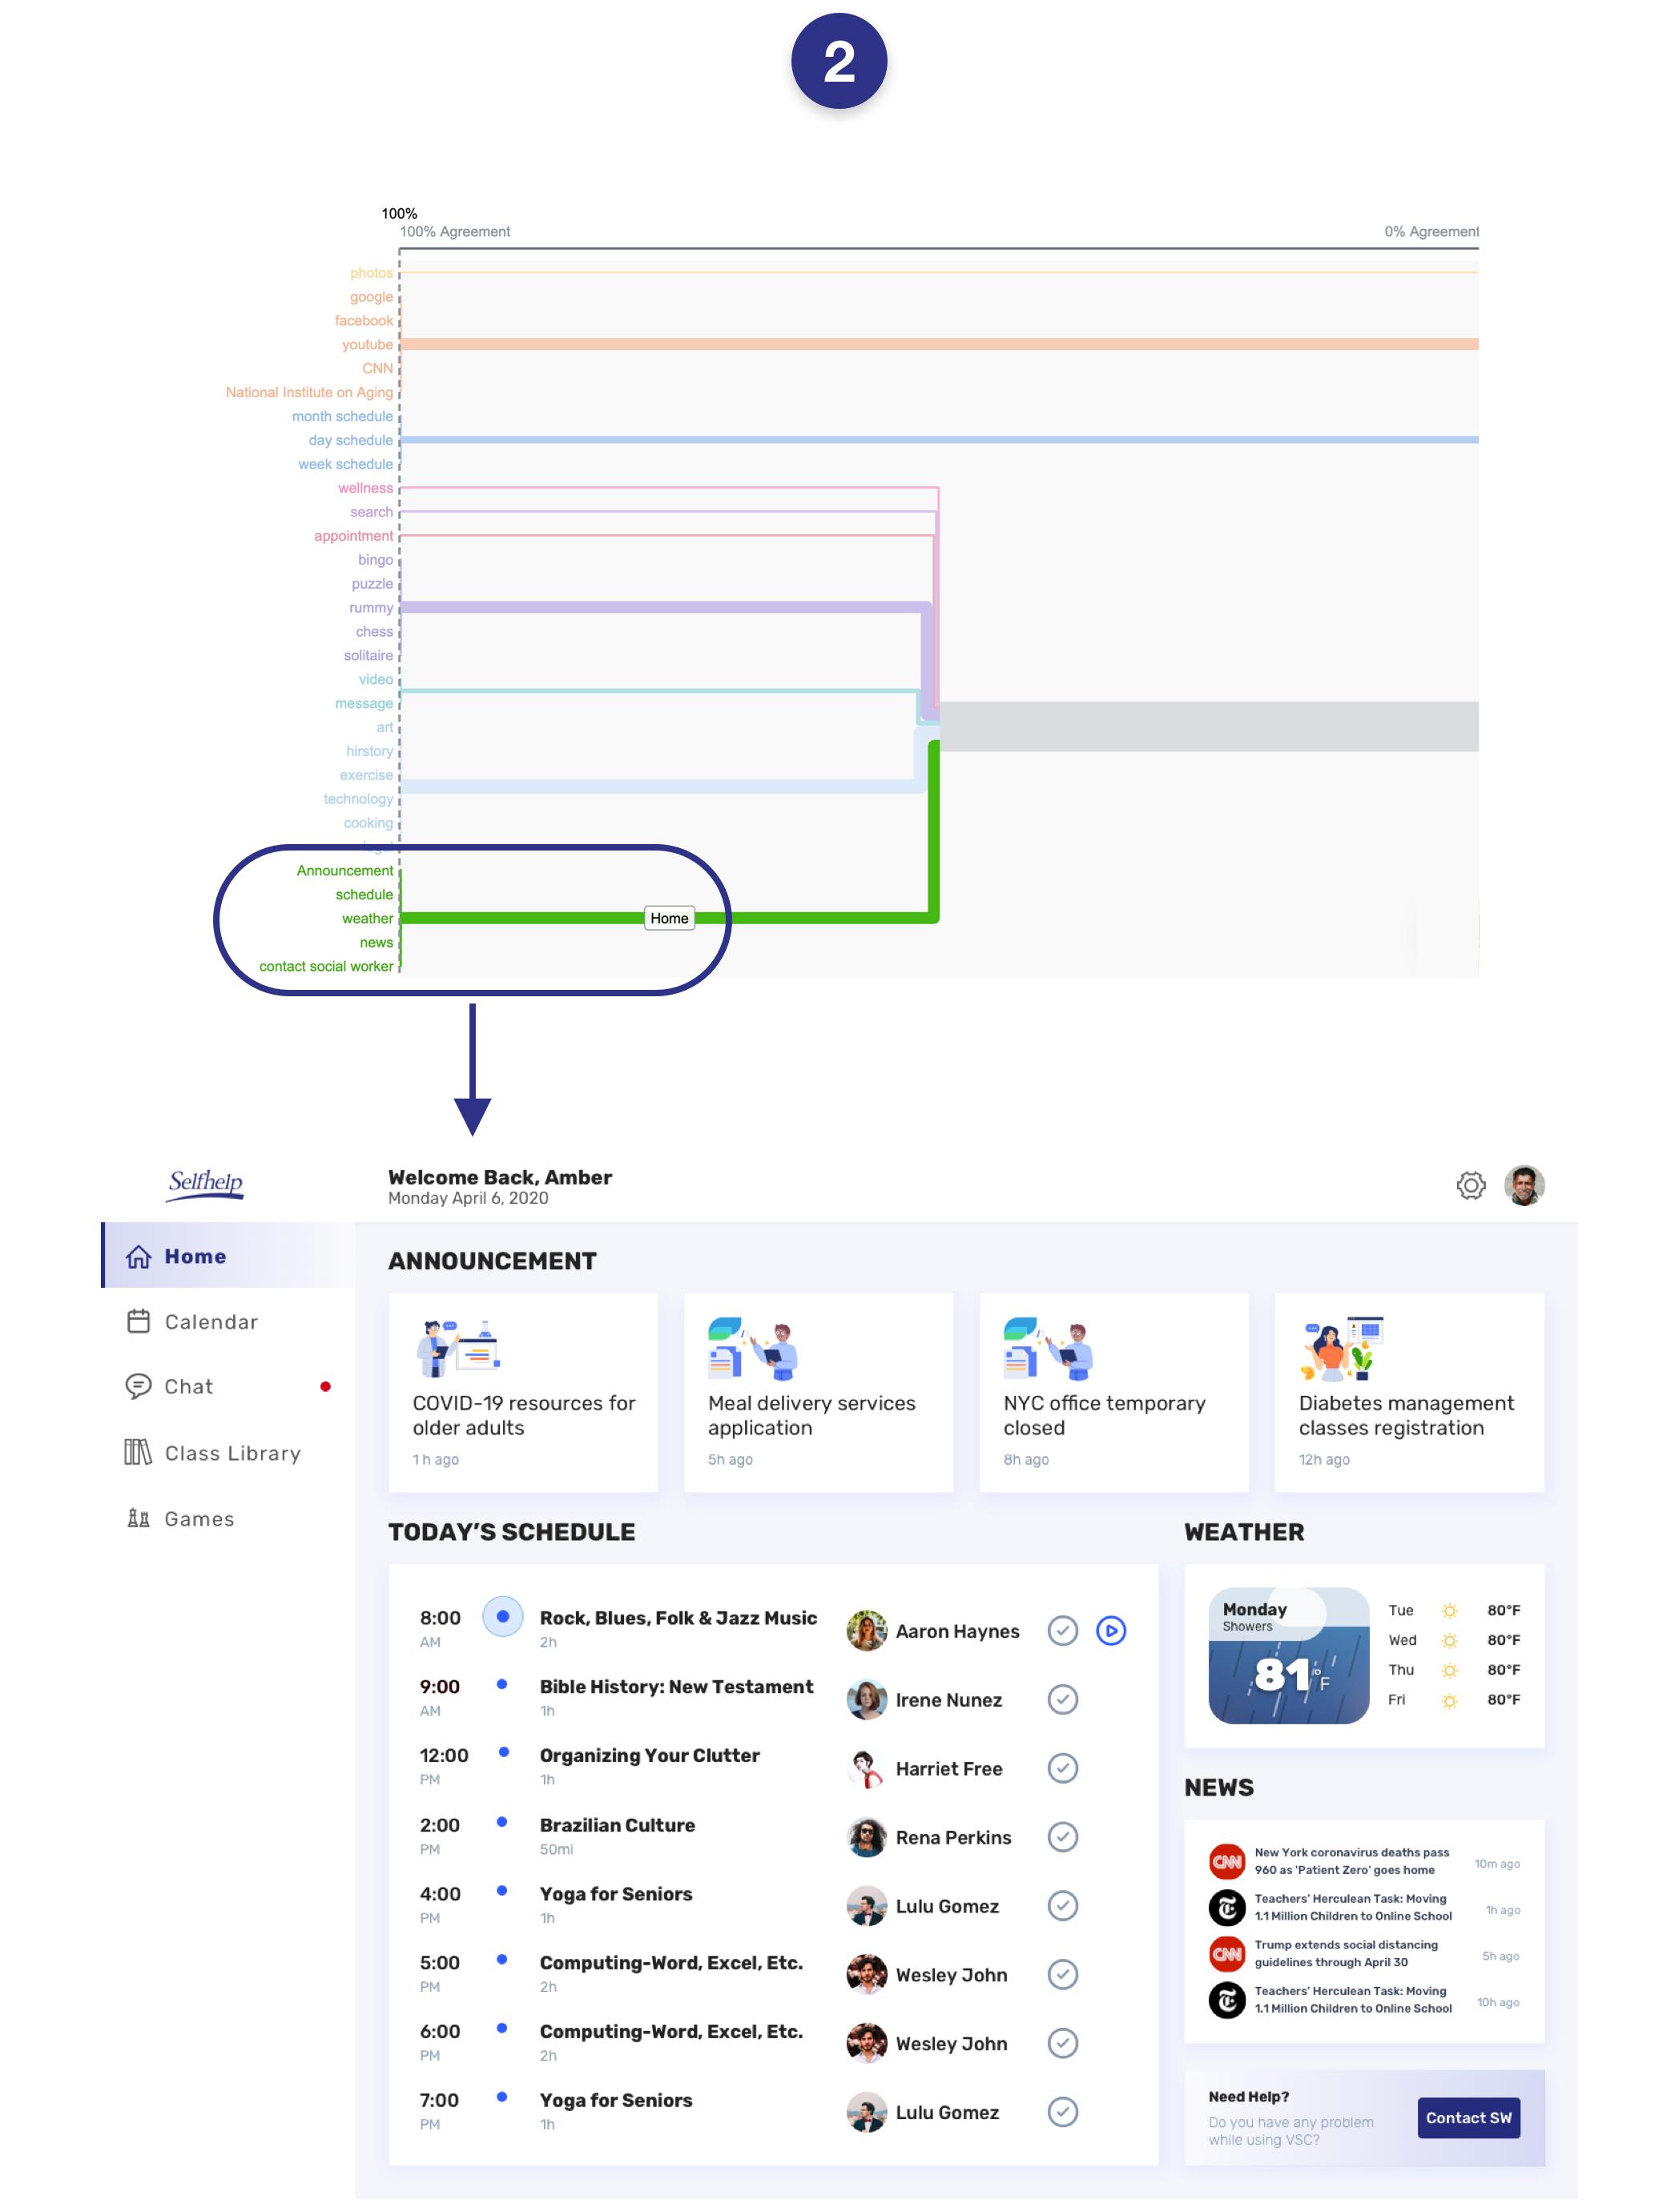 2
100%
100% Agreement
0% Agreement
photos
google
facebook
youtube
CNN
National Institute on Aging
month schedule
day schedule
week schedule
wellness
search
appointment
bingo
puzzle
rummy
chess
solitaire
video
message
art
hirstory
exercise
technology
cooking
legal
Announcement
schedule
weather
Home
news
contact social worker
Selfhelp
Welcome Back, Amber
Monday April 6, 2020
Home
Calendar
Chat
Class Library
Games
ANNOUNCEMENT
COVID-19 resources for
older adults
1 h ago
Meal delivery services
application
5h ago
NYC office temporary
closed
8h ago
Diabetes management
classes registration
12h ago
TODAY'S SCHEDULE
8:00
AM
Rock, Blues, Folk & Jazz Music
2h
Aaron Haynes
9:00
AM
Bible History: New Testament
1h
Irene Nunez
12:00
PM
Organizing Your Clutter
1h
Harriet Free
2:00
PM
Brazilian Culture
50mi
Rena Perkins
4:00
PM
Yoga for Seniors
1h
Lulu Gomez
5:00
PM
Computing-Word, Excel, Etc.
2h
Wesley John
6:00
PM
Computing-Word, Excel, Etc.
2h
Wesley John
7:00
PM
Yoga for Seniors
1h
Lulu Gomez
WEATHER
Monday
Showers
81°F
Tue 80°F
Wed 80°F
Thu 80°F
Fri 80°F
NEWS
CNN
New York coronavirus deaths pass
960 as 'Patient Zero' goes home
10m ago
T
Teachers' Herculean Task: Moving
1.1 Million Children to Online School
1h ago
CNN
Trump extends social distancing
guidelines through April 30
5h ago
T
Teachers' Herculean Task: Moving
1.1 Million Children to Online School
10h ago
Need Help?
Do you have any problem
while using VSC?
Contact SW